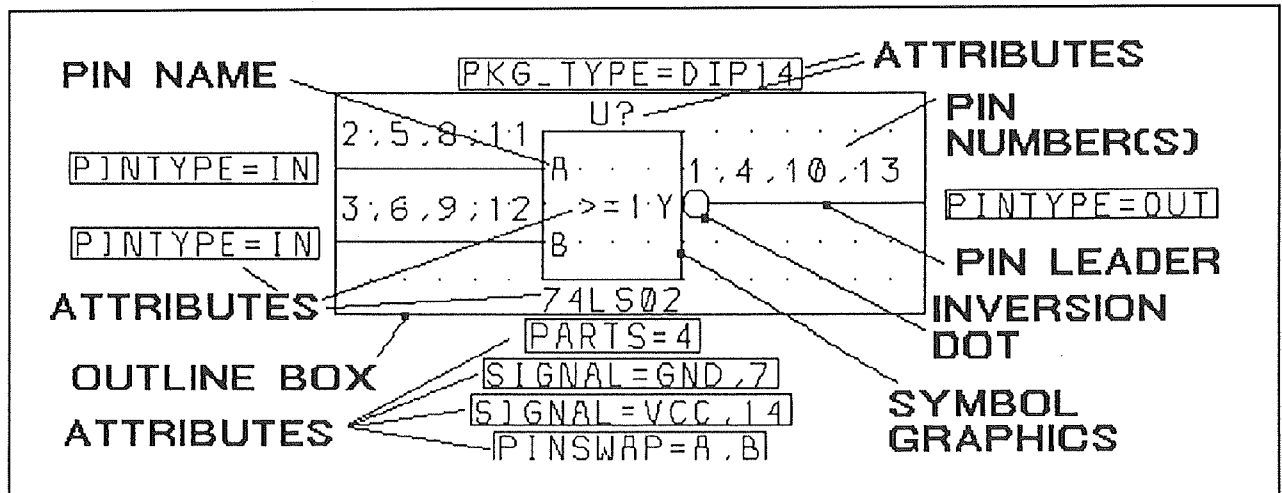 PIN NAME
PKG_TYPE=DIP14
ATTRIBUTES
U?
PIN
NUMBER(S)
2,5,8,11
PINTYPE=IN
A
1,4,10,13
3,6,9,12
>=1
Y
PINTYPE=OUT
PINTYPE=IN
B
PIN LEADER
ATTRIBUTES
74LS02
INVERSION
DOT
PARTS=4
OUTLINE BOX
SIGNAL=GND,7
SIGNAL=VCC,14
SYMBOL
GRAPHICS
ATTRIBUTES
PINSWAP=A,B